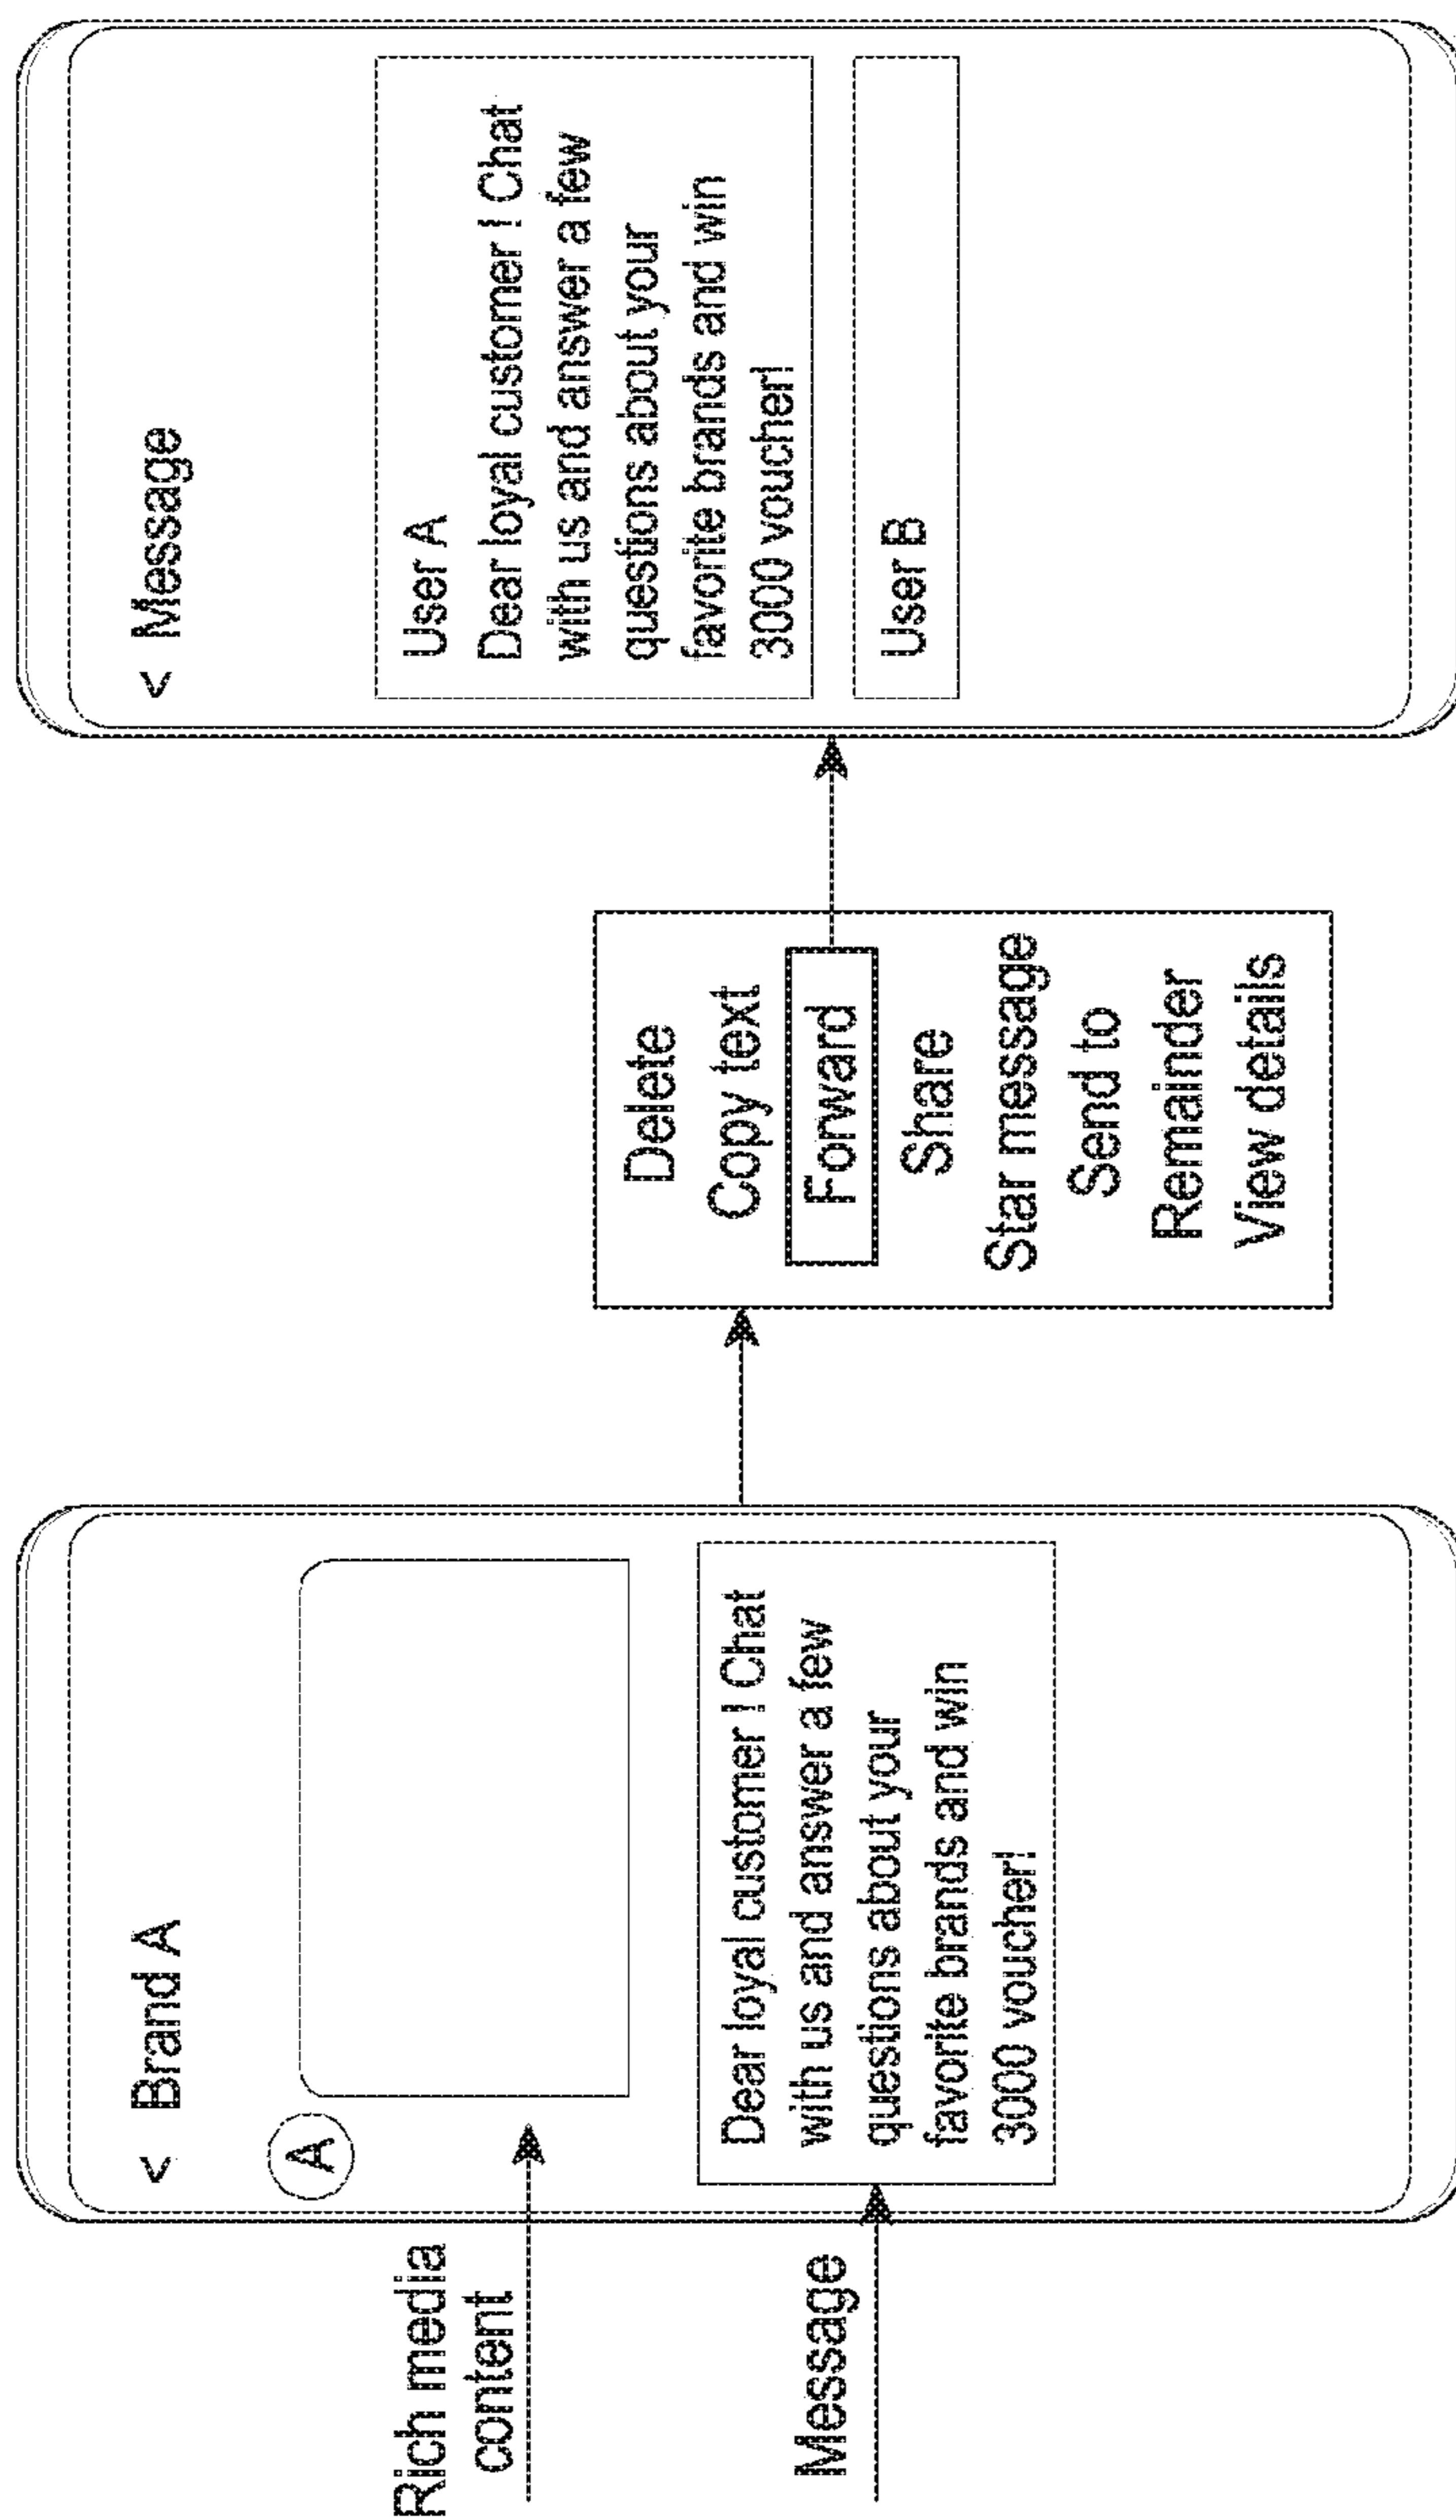 Rich media
content
Message
< Brand A
A
Dear loyal customer ! Chat
with us and answer a few
questions about your
favorite brands and win
3000 voucher!
Delete
Copy text
Forward
Share
Star message
Send to
Remainder
View details
< Message
User A
Dear loyal customer ! Chat
with us and answer a few
questions about your
favorite brands and win
3000 voucher!
User B